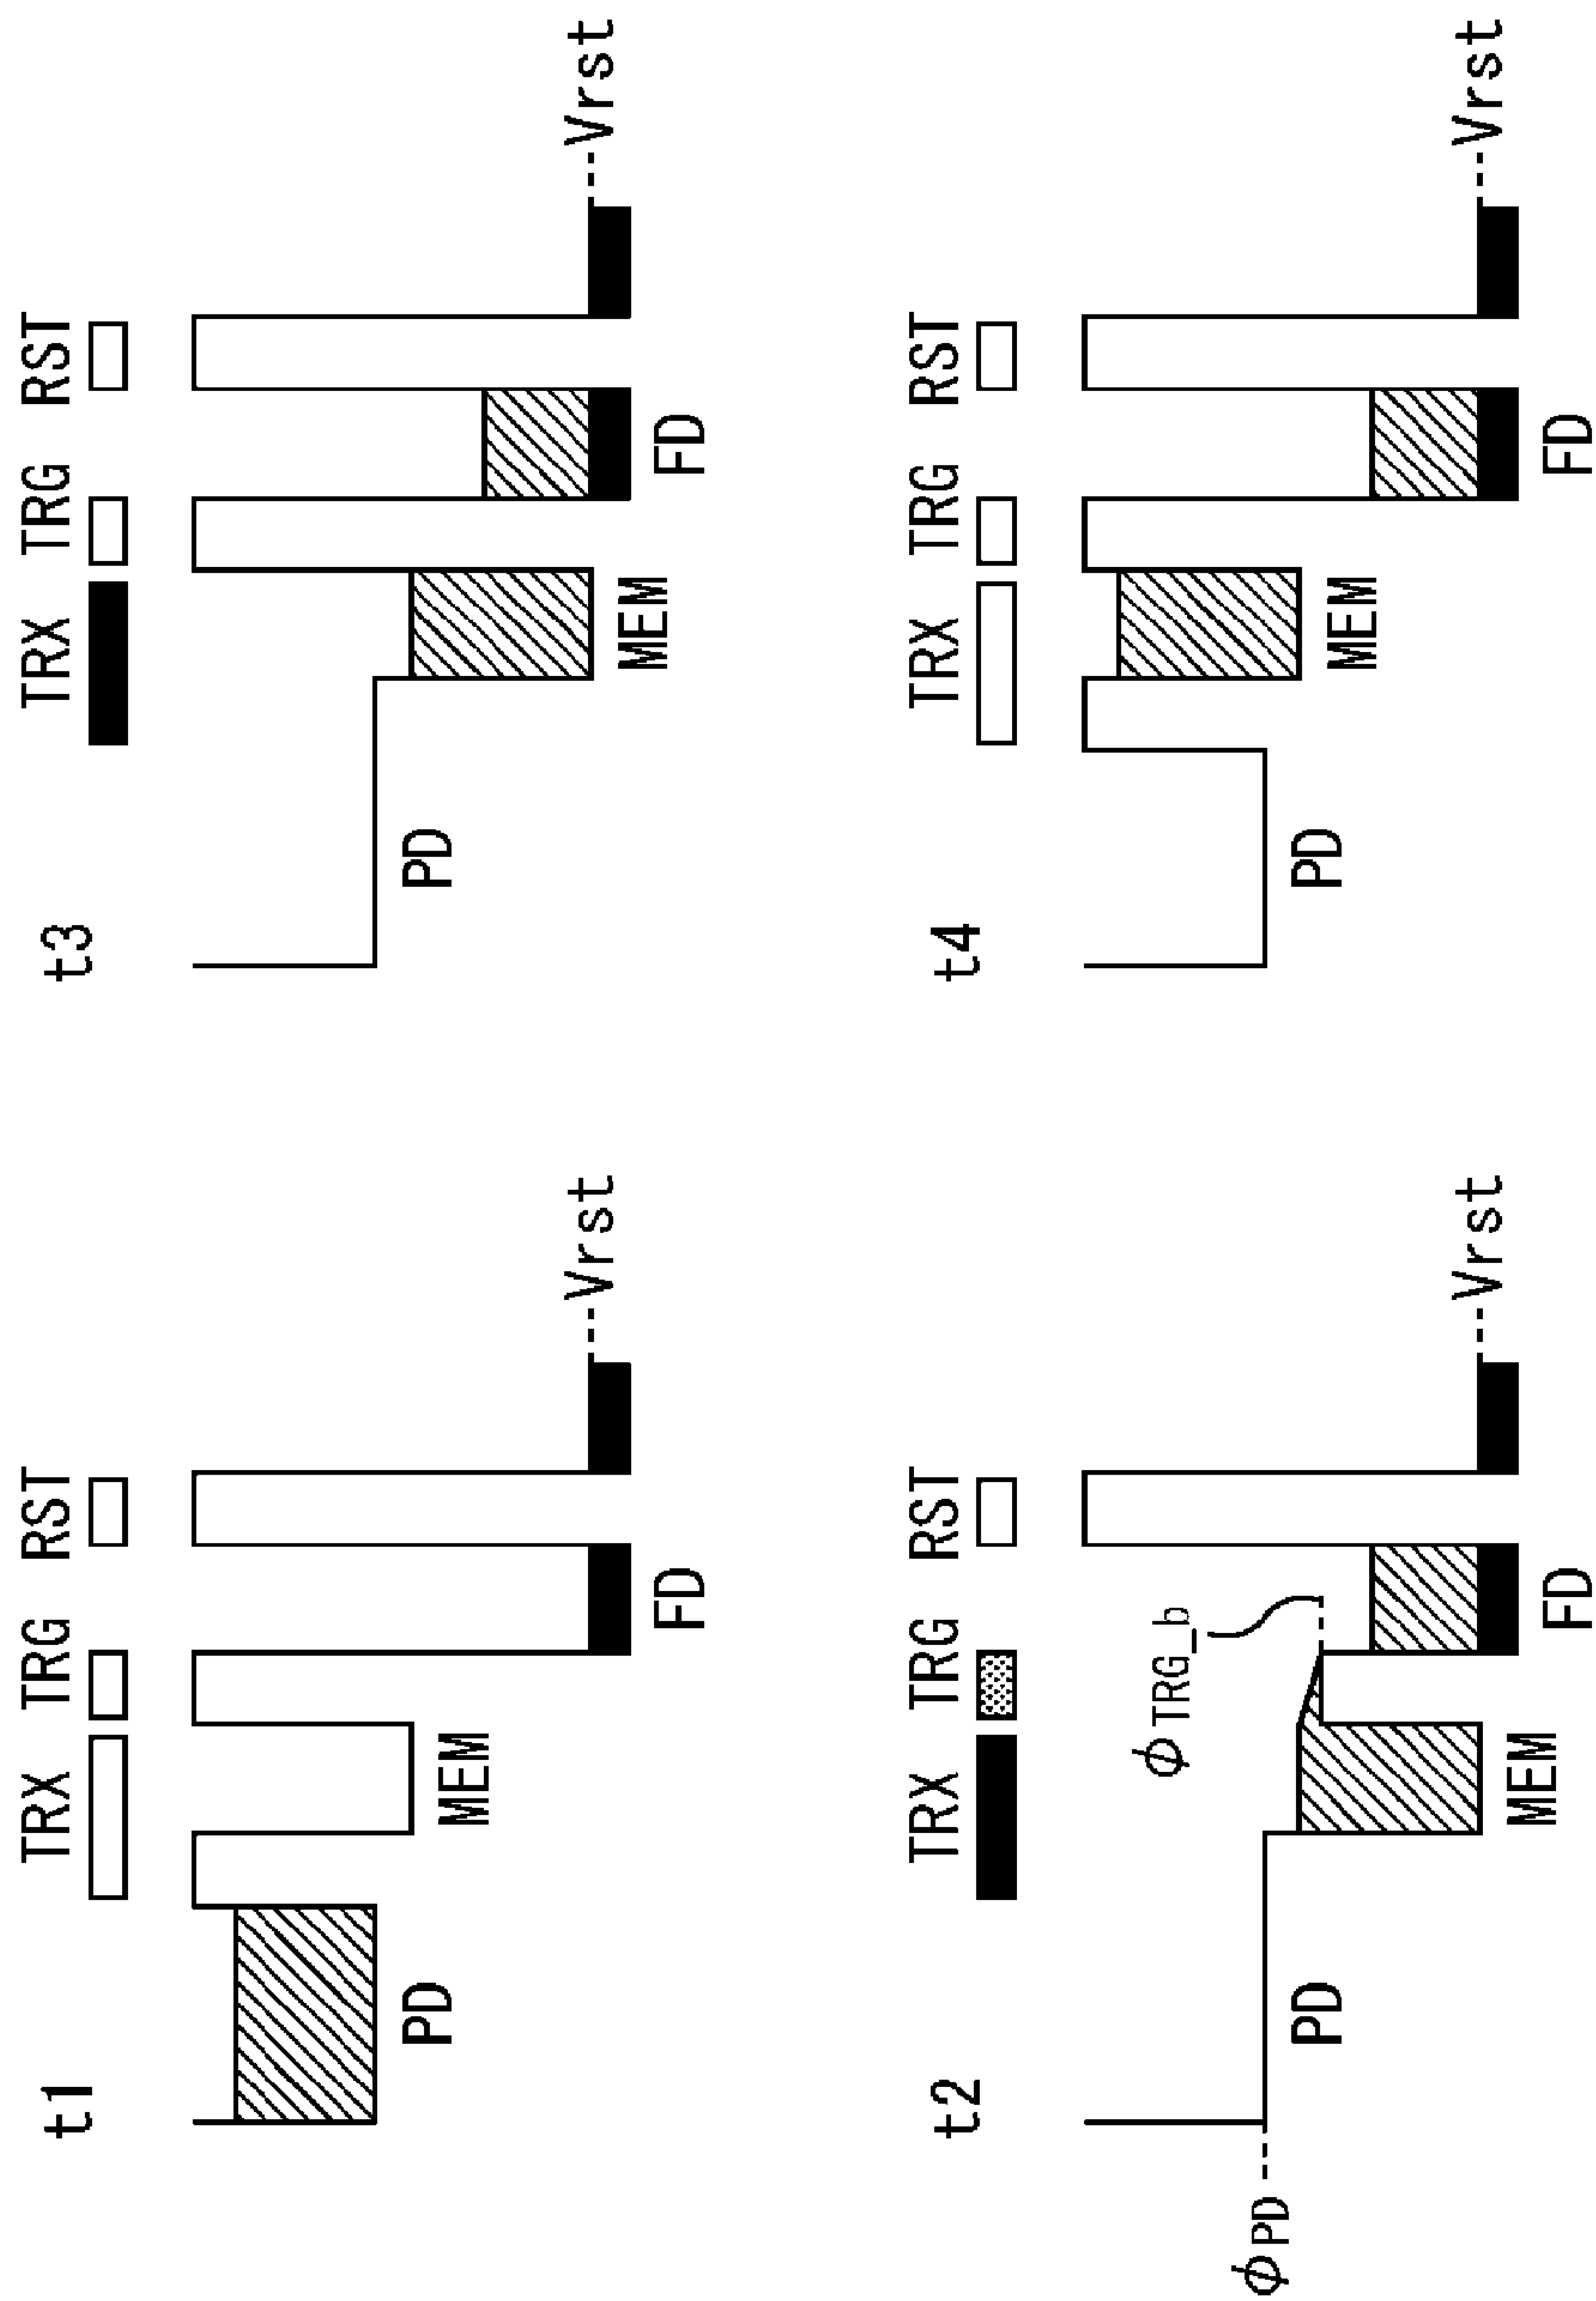 t1
TRX TRG RST
PD
MEM
Vrst
FD
t2
TRX TRG RST
ΦTRG_b
ΦPD
PD
MEM
Vrst
FD
t3
TRX TRG RST
PD
MEM
Vrst
FD
t4
TRX TRG RST
PD
MEM
Vrst
FD